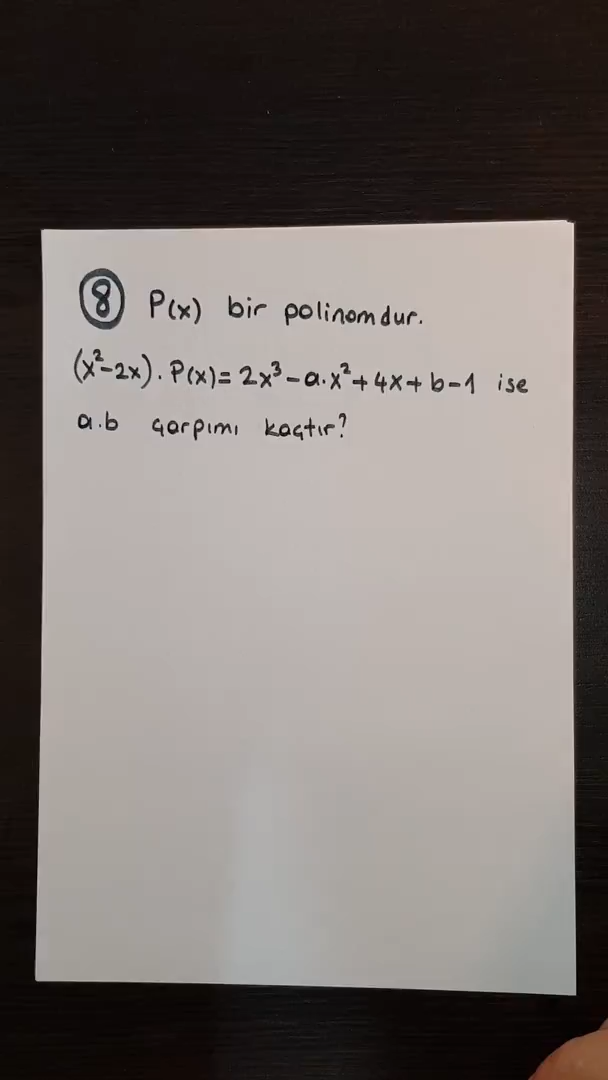 8 P(x) bir polinomdur.
(x²-2x). P(x)= 2x³-a.x²+4x+b-1 ise
a.b çarpımı kaçtır?